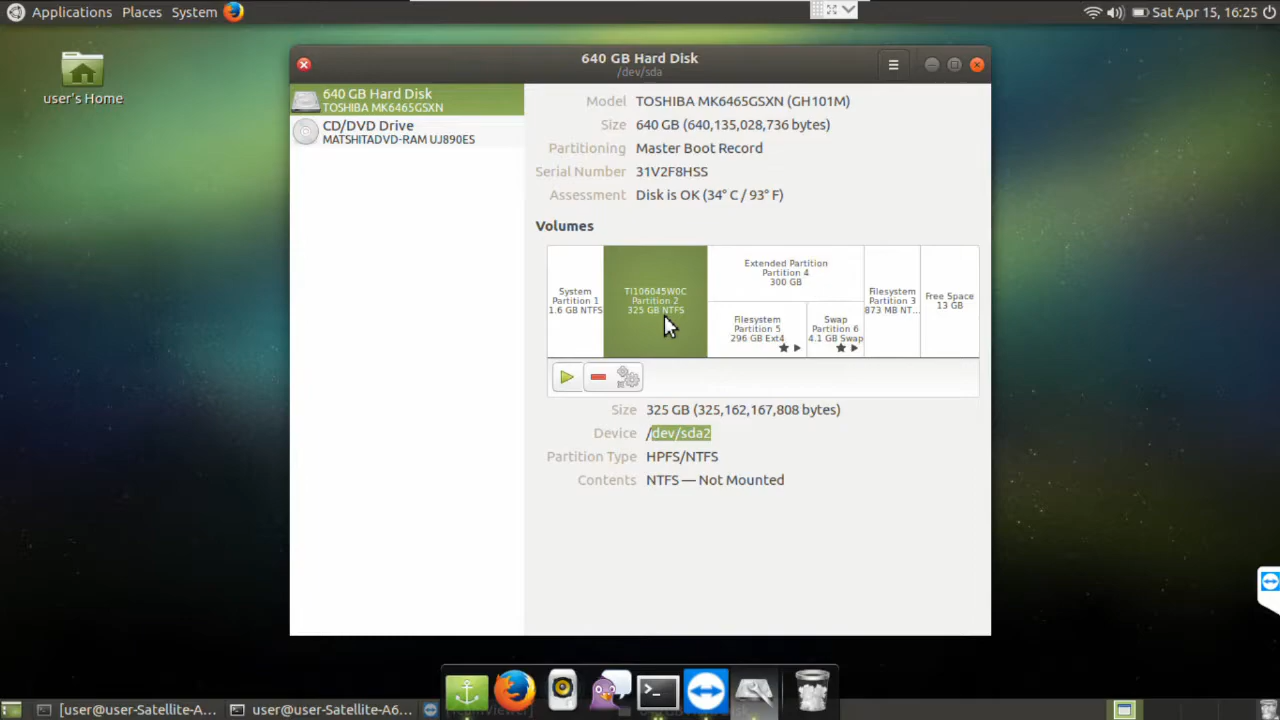 Applications Places System
Sat Apr 15, 16:25
user's Home
640 GB Hard Disk
/dev/sda
640 GB Hard Disk
TOSHIBA MK6465GSXN
CD/DVD Drive
MATSHITADVD-RAM UJ890ES
Model TOSHIBA MK6465GSXN (GH101M)
Size 640 GB (640,135,028,736 bytes)
Partitioning Master Boot Record
Serial Number 31V2F8HSS
Assessment Disk is OK (34° C / 93° F)
Volumes
System
Partition 1
1.6 GB NTFS
TI106045W0C
Partition 2
325 GB NTFS
Extended Partition
Partition 4
300 GB
Filesystem
Partition 5
296 GB Ext4
Swap
Partition 6
4.1 GB Swap
Filesystem
Partition 3
873 MB NT...
Free Space
13 GB
Size 325 GB (325,162,167,808 bytes)
Device /dev/sda2
Partition Type HPFS/NTFS
Contents NTFS — Not Mounted
[user@user-Satellite-A... user@user-Satellite-A6...